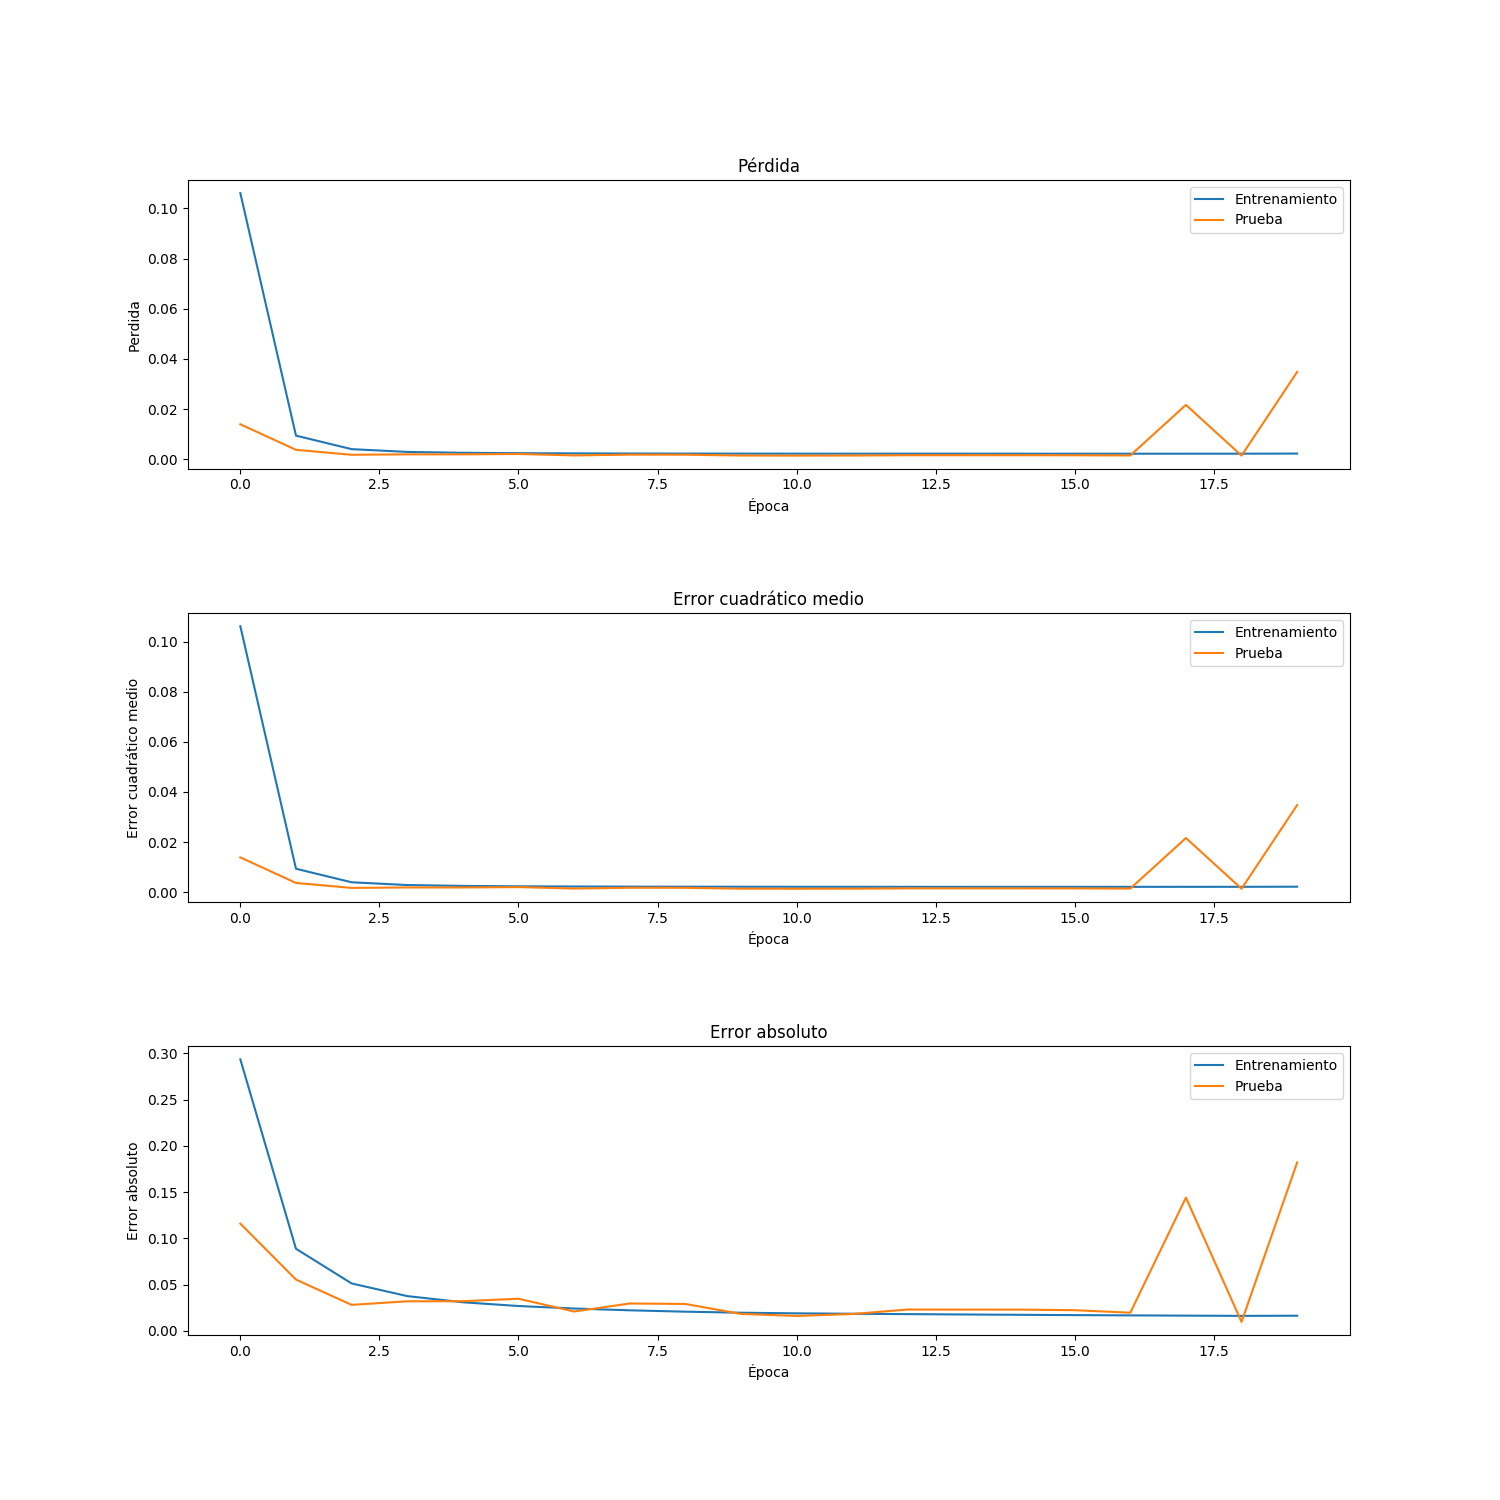 Pérdida
0.10
0.08
0.06
0.04
0.02
0.00
Perdida
Entrenamiento
Prueba
0.0 2.5 5.0 7.5 10.0 12.5 15.0 17.5
Época
Error cuadrático medio
0.10
0.08
0.06
0.04
0.02
0.00
Error cuadrático medio
Entrenamiento
Prueba
0.0 2.5 5.0 7.5 10.0 12.5 15.0 17.5
Época
Error absoluto
0.30
0.25
0.20
0.15
0.10
0.05
0.00
Error absoluto
Entrenamiento
Prueba
0.0 2.5 5.0 7.5 10.0 12.5 15.0 17.5
Época